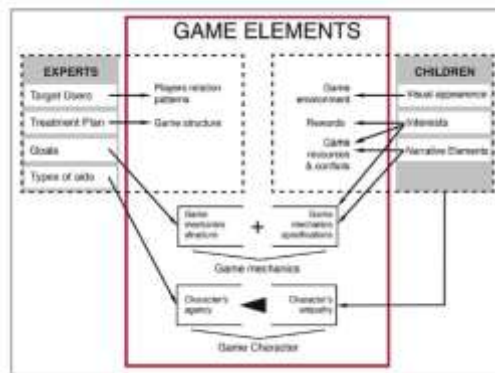 GAME ELEMENTS
EXPERTS
Target Users
Treatment Plan
Goals
Types of aids
Players relation
patterns
Game structure
Game
environment
Rewards
Game
resources
& conflicts
CHILDREN
Visual appearence
Interests
Narrative Elements
Game
mechanics
structure
+
Game
mechanics
specifications
Game mechanics
Character's
agency
Character's
empathy
Game Character